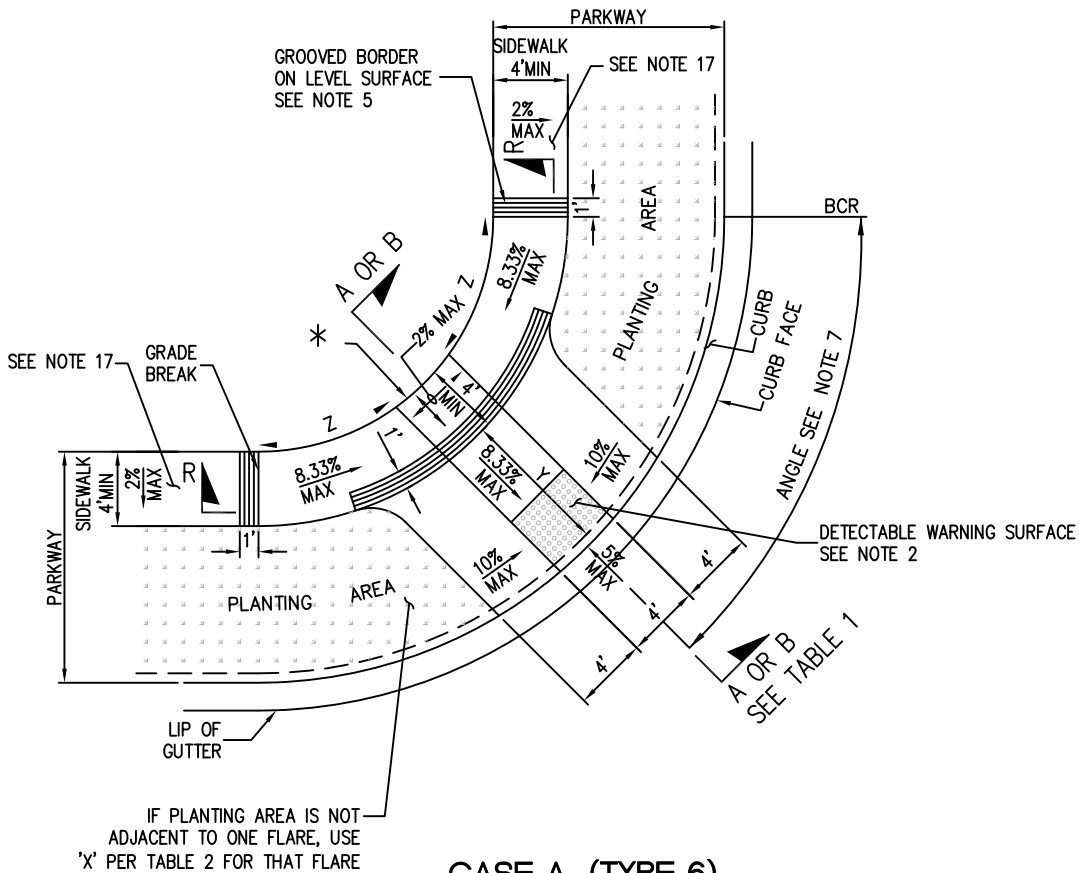 PARKWAY
SIDEWALK
4'MIN
GROOVED BORDER
ON LEVEL SURFACE
SEE NOTE 5
SEE NOTE 17
2%
MAX
R
1'
BCR
AREA
PLANTING
8.33%
MAX
A OR B
Z
2% MAX
*
CURB
CURB FACE
ANGLE SEE NOTE 7
SEE NOTE 17
GRADE
BREAK
Z
4'
MIN
1'
SIDEWALK
4'MIN
2%
MAX
R
8.33%
MAX
8.33%
Y
10%
MAX
PARKWAY
1'
DETECTABLE WARNING SURFACE
SEE NOTE 2
10%
MAX
5%
MAX
4'
4'
4'
PLANTING AREA
A OR B
SEE TABLE 1
LIP OF
GUTTER
IF PLANTING AREA IS NOT
ADJACENT TO ONE FLARE, USE
'X' PER TABLE 2 FOR THAT FLARE
CASE A (TYPE 6)